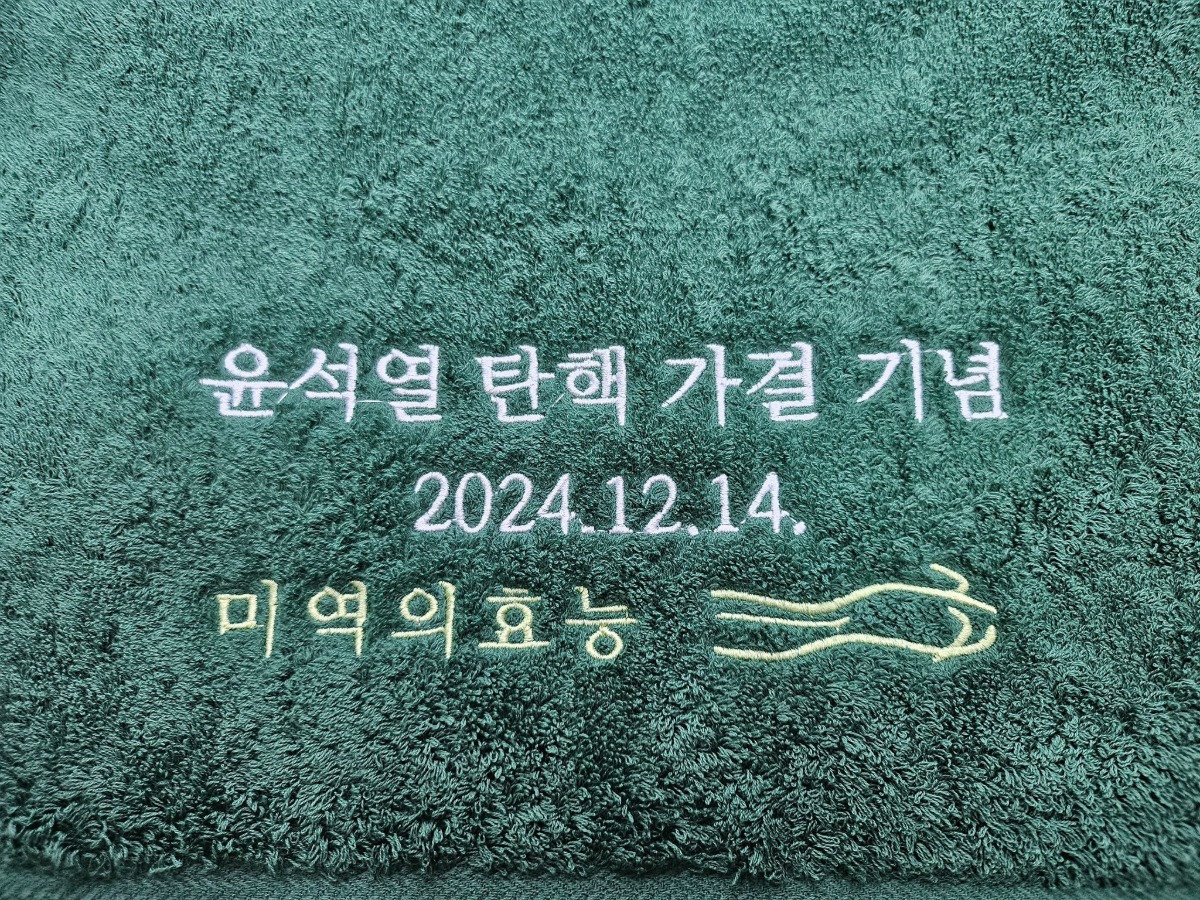 윤석열 탄핵 가결 기념
2024.12.14.
미역의효능